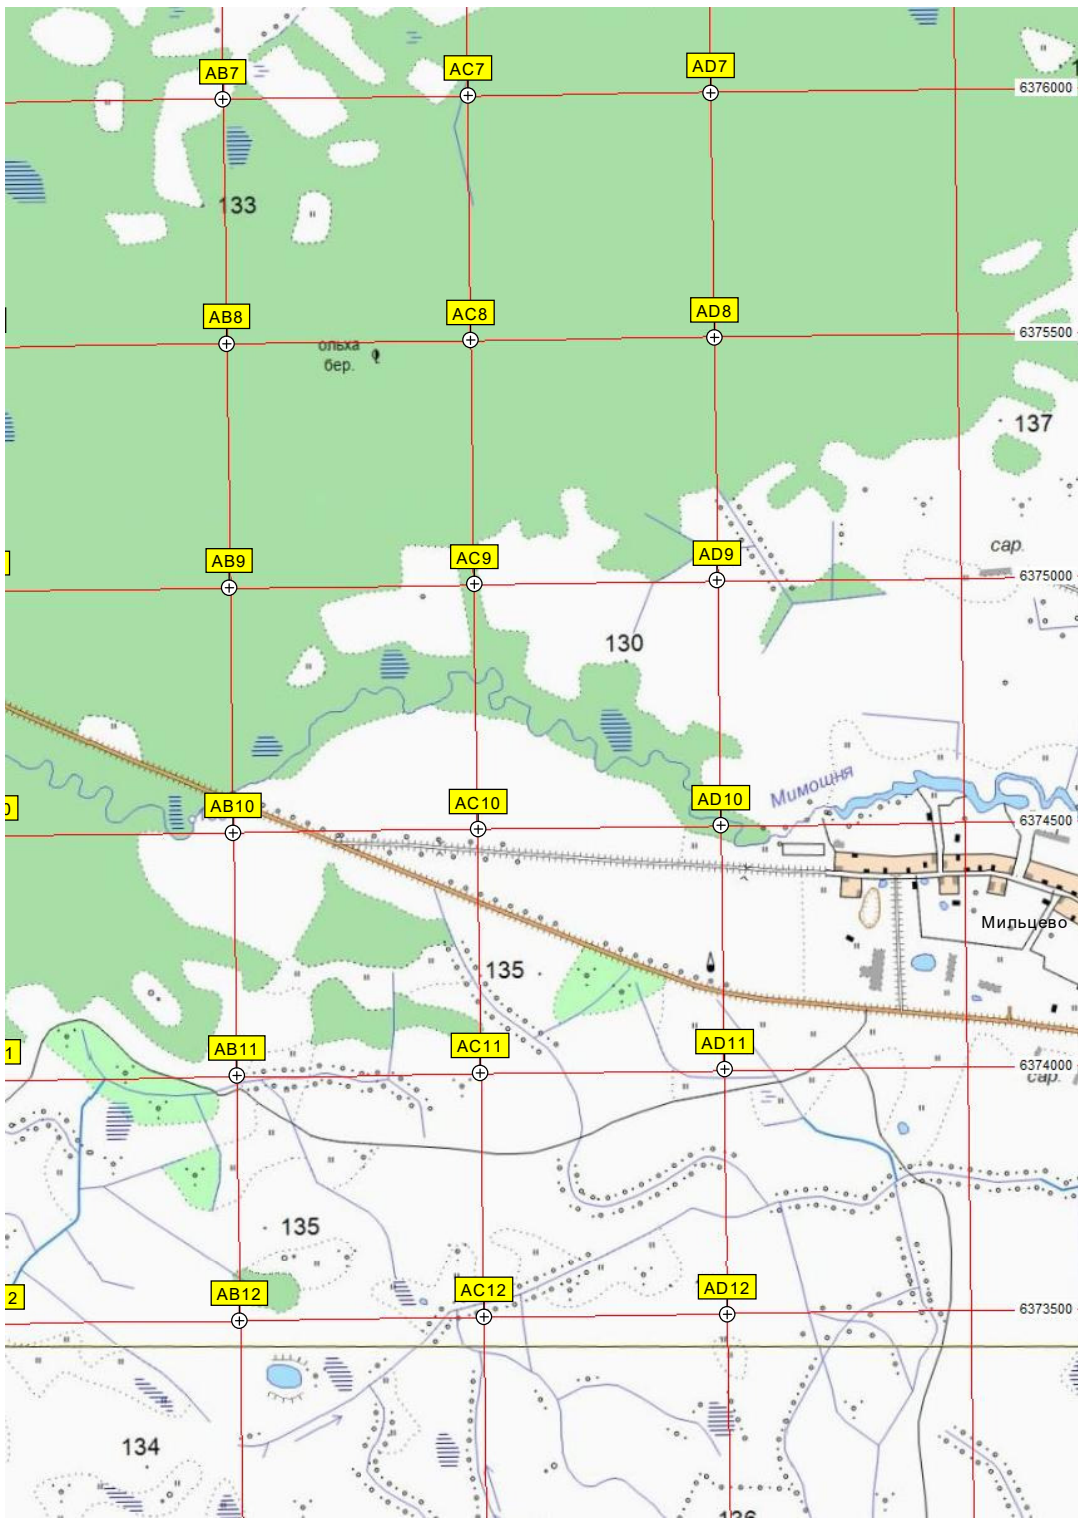 AB7
AC7
AD7
6376000
133
AB8
AC8
AD8
6375500
ольха
бер.
137
сар.
AB9
AC9
AD9
6375000
130
Мимошня
AB10
AC10
AD10
6374500
Мильцево
135
AB11
AC11
AD11
6374000
сар.
135
AB12
AC12
AD12
6373500
134